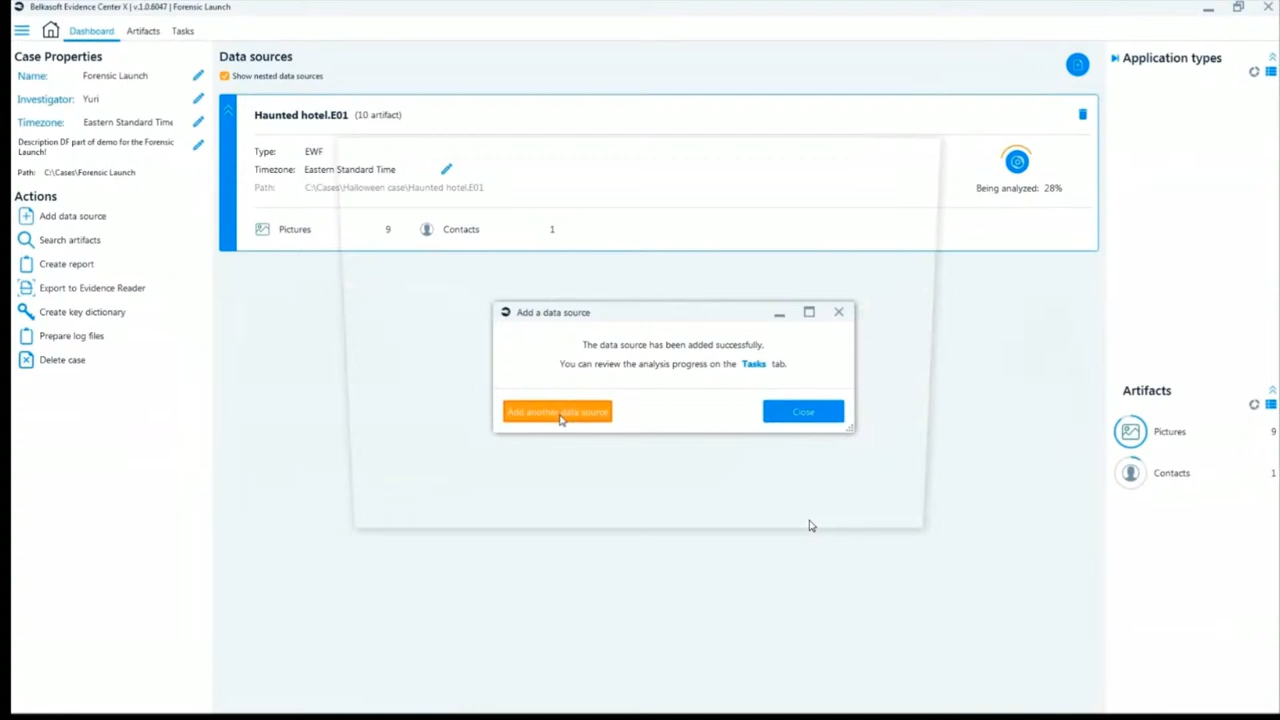 Belkasoft Evidence Center X | v.1.0.6047 | Forensic Launch
Dashboard Artifacts Tasks
Case Properties
Name: Forensic Launch
Investigator: Yuri
Timezone: Eastern Standard Time
Description DF part of demo for the Forensic
Launch!
Path: C:\Cases\Forensic Launch
Actions
Add data source
Search artifacts
Create report
Export to Evidence Reader
Create key dictionary
Prepare log files
Delete case
Data sources
Show nested data sources
Haunted hotel.E01 (10 artifact)
Type: EWF
Timezone: Eastern Standard Time
Path: C:\Cases\Halloween case\Haunted hotel.E01
Being analyzed: 28%
Pictures 9 Contacts 1
Add a data source
The data source has been added successfully.
You can review the analysis progress on the Tasks tab.
Add another data source Close
Application types
Artifacts
Pictures 9
Contacts 1